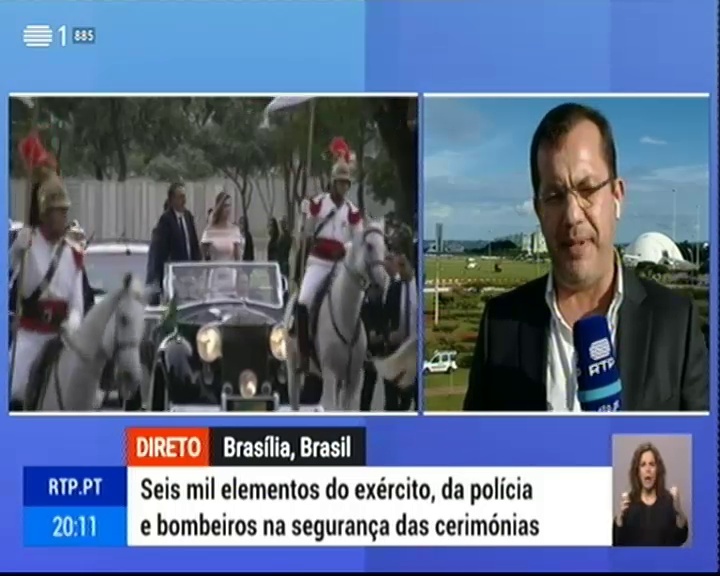 1 885
RTP
DIRETO Brasília, Brasil
RTP.PT
20:11
Seis mil elementos do exército, da polícia
e bombeiros na segurança das cerimónias